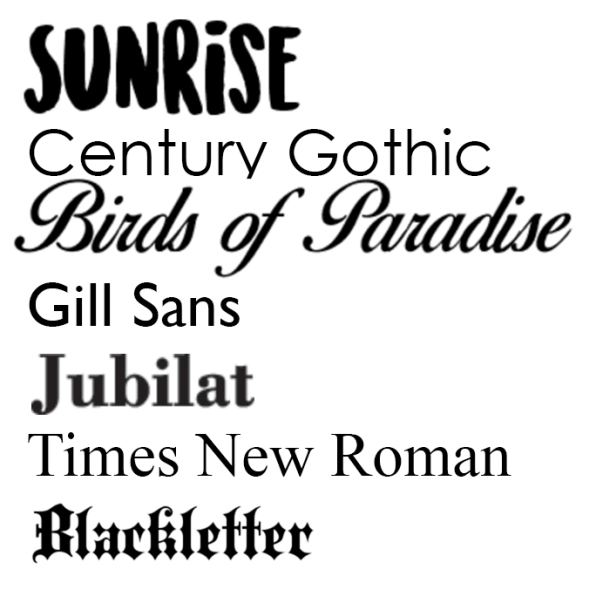 SUNRiSE
Century Gothic
Birds of Paradise
Gill Sans
Jubilat
Times New Roman
Blackletter